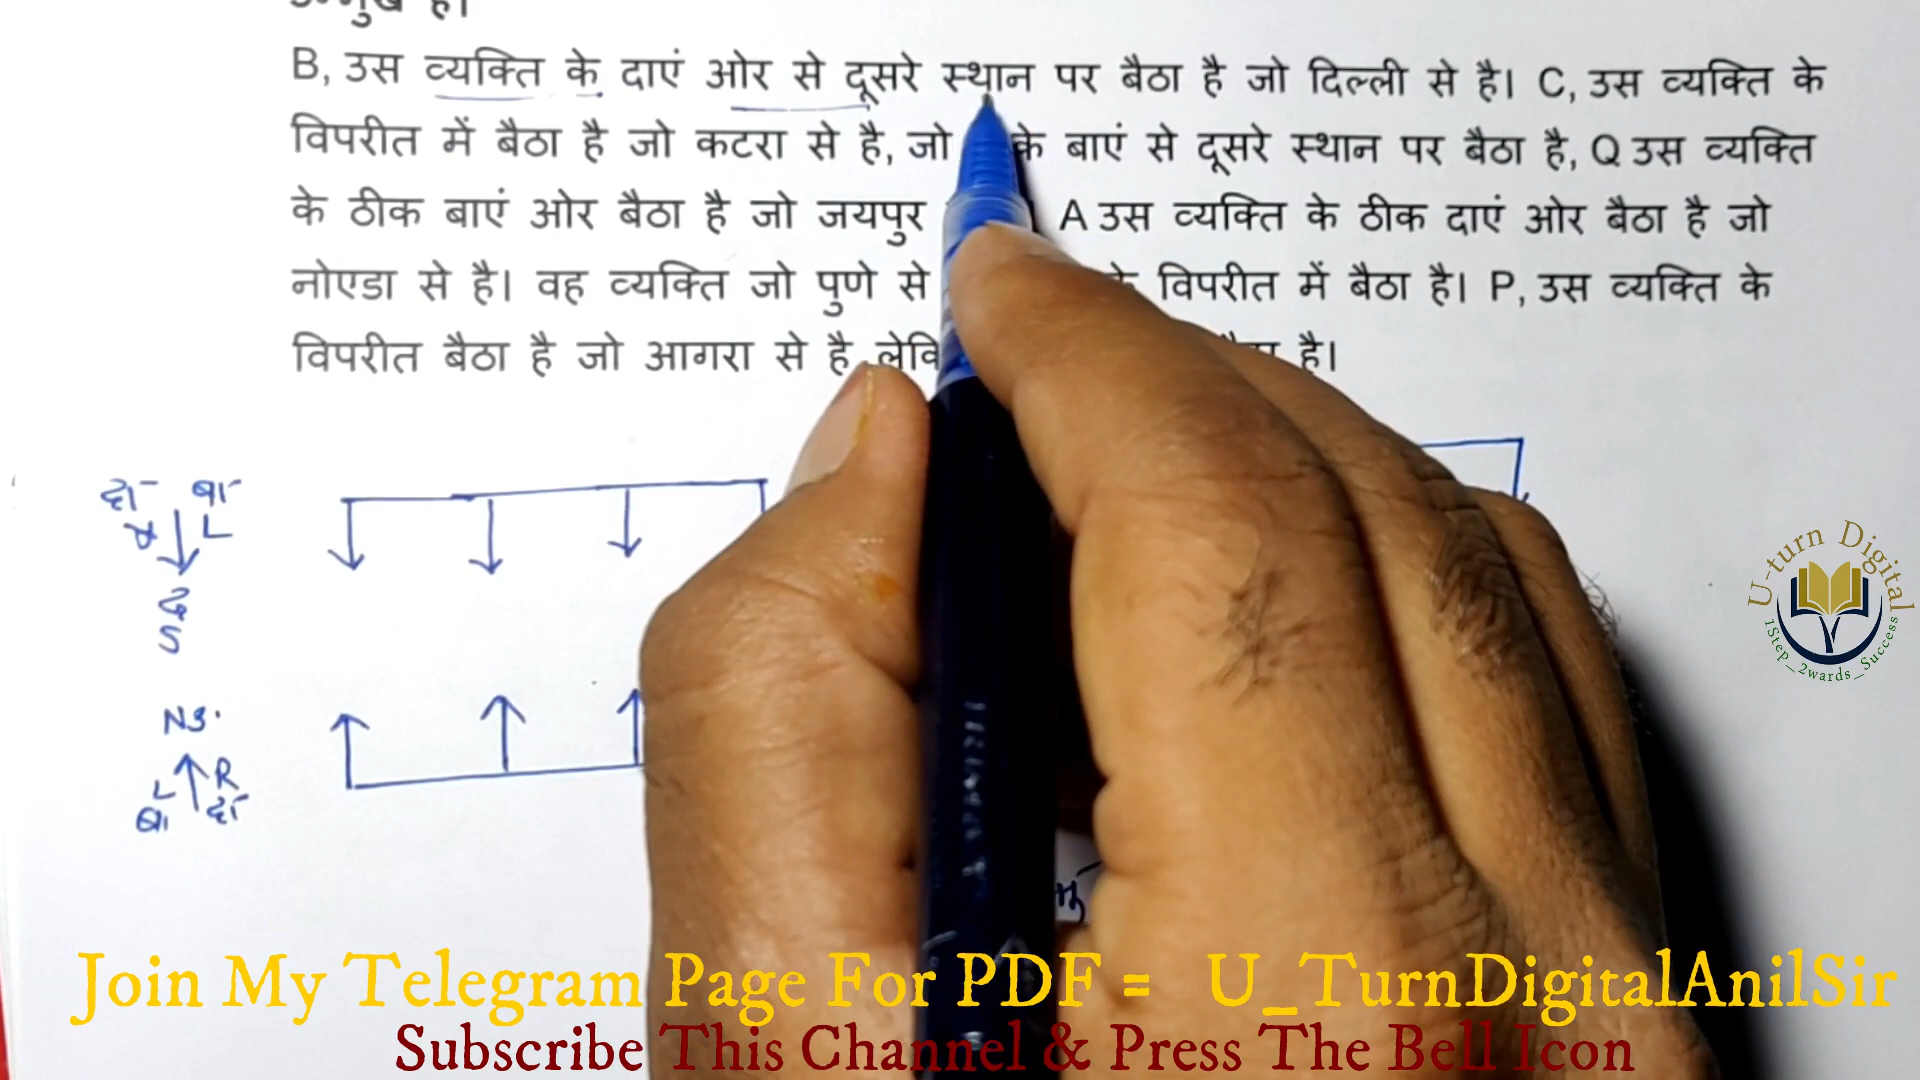 B, उस व्यक्ति के दाएं ओर से दूसरे स्थान पर बैठा है जो दिल्ली से है। C, उस व्यक्ति के
विपरीत में बैठा है जो कटरा से है, जो के बाएं से दूसरे स्थान पर बैठा है, Q उस व्यक्ति
के ठीक बाएं ओर बैठा है जो जयपुर A उस व्यक्ति के ठीक दाएं ओर बैठा है जो
नोएडा से है। वह व्यक्ति जो पुणे से के विपरीत में बैठा है। P, उस व्यक्ति के
विपरीत बैठा है जो आगरा से है है।
दा बा
L
द
S
N उ.
L R
बा दा
U-turn Digital
1Step_2wards_Success
Join My Telegram Page For PDF = U_TurnDigitalAnilSir
Subscribe This Channel & Press The Bell Icon